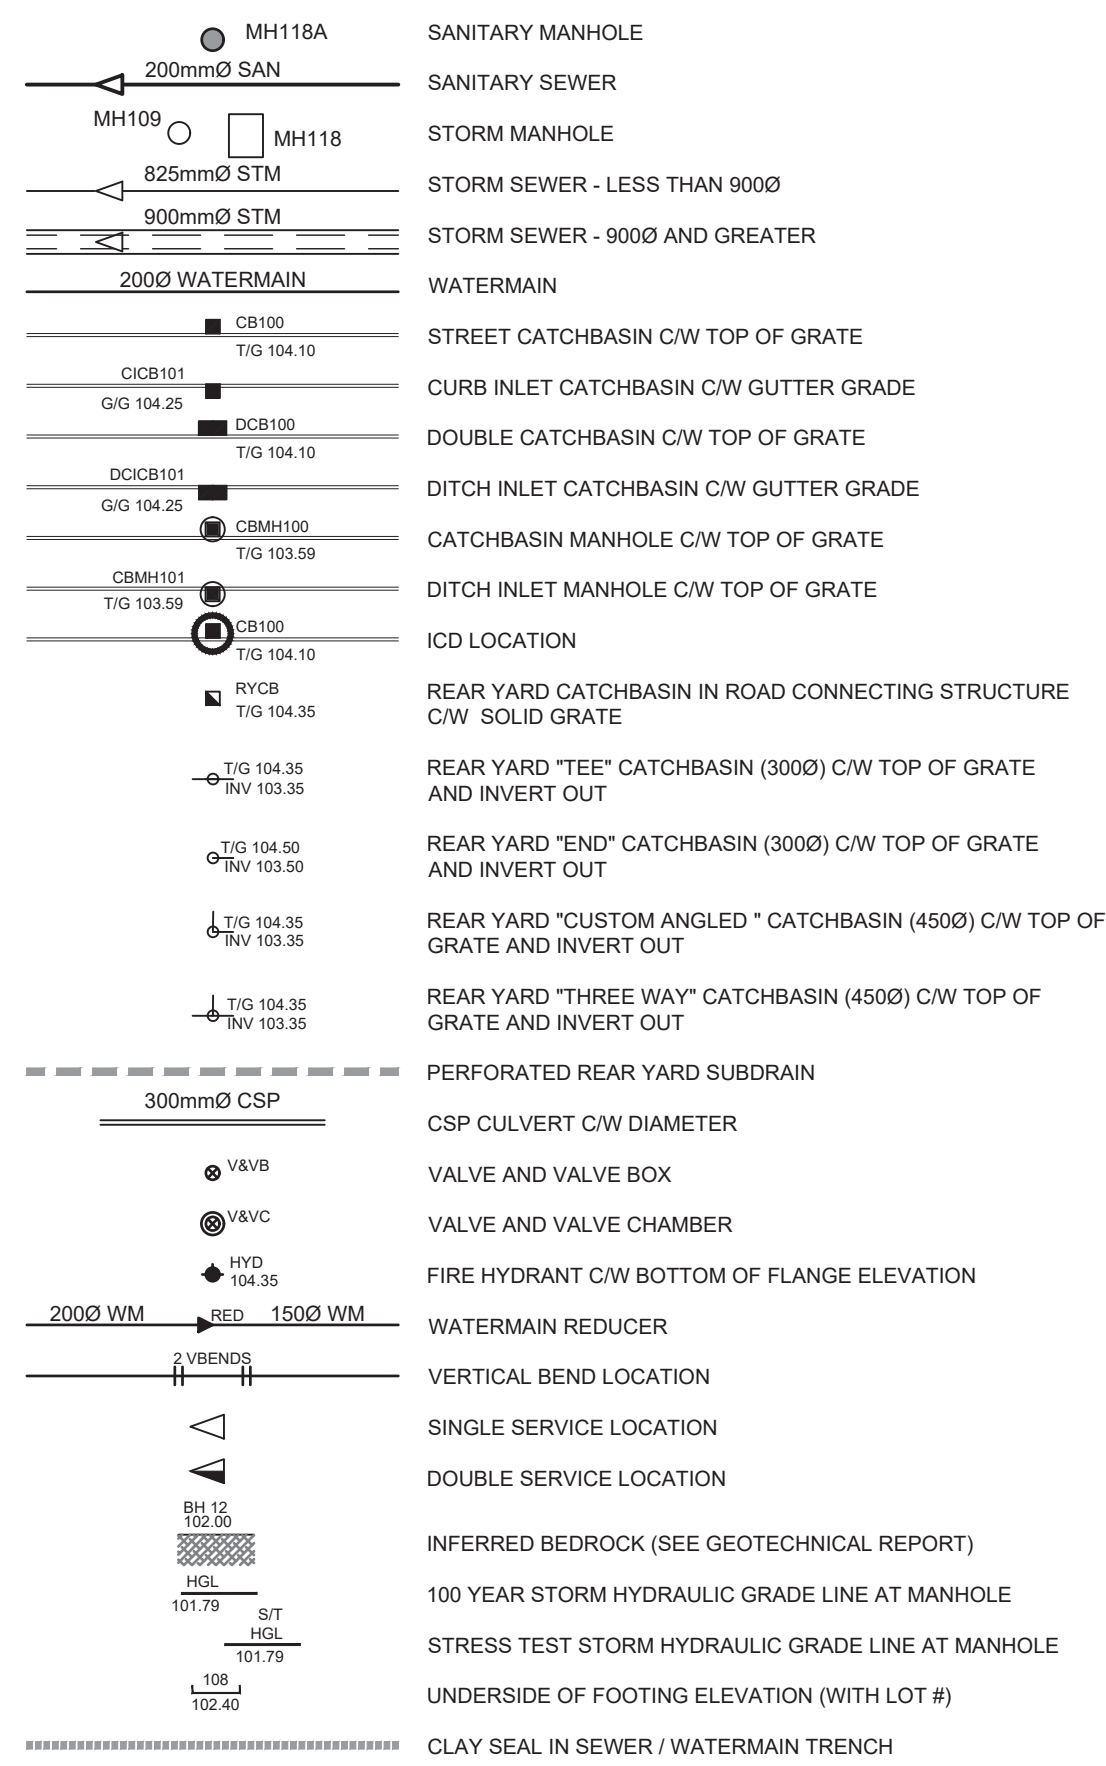 MH118A
SANITARY MANHOLE
200mmØ SAN
SANITARY SEWER
MH109
MH118
STORM MANHOLE
825mmØ STM
STORM SEWER - LESS THAN 900Ø
900mmØ STM
STORM SEWER - 900Ø AND GREATER
200Ø WATERMAIN
WATERMAIN
CB100
T/G 104.10
STREET CATCHBASIN C/W TOP OF GRATE
CICB101
G/G 104.25
CURB INLET CATCHBASIN C/W GUTTER GRADE
DCB100
T/G 104.10
DOUBLE CATCHBASIN C/W TOP OF GRATE
DCICB101
G/G 104.25
DITCH INLET CATCHBASIN C/W GUTTER GRADE
CBMH100
T/G 103.59
CATCHBASIN MANHOLE C/W TOP OF GRATE
CBMH101
T/G 103.59
DITCH INLET MANHOLE C/W TOP OF GRATE
CB100
T/G 104.10
ICD LOCATION
RYCB
T/G 104.35
REAR YARD CATCHBASIN IN ROAD CONNECTING STRUCTURE
C/W SOLID GRATE
T/G 104.35
INV 103.35
REAR YARD "TEE" CATCHBASIN (300Ø) C/W TOP OF GRATE
AND INVERT OUT
T/G 104.50
INV 103.50
REAR YARD "END" CATCHBASIN (300Ø) C/W TOP OF GRATE
AND INVERT OUT
T/G 104.35
INV 103.35
REAR YARD "CUSTOM ANGLED " CATCHBASIN (450Ø) C/W TOP OF
GRATE AND INVERT OUT
T/G 104.35
INV 103.35
REAR YARD "THREE WAY" CATCHBASIN (450Ø) C/W TOP OF
GRATE AND INVERT OUT
PERFORATED REAR YARD SUBDRAIN
300mmØ CSP
CSP CULVERT C/W DIAMETER
V&VB
VALVE AND VALVE BOX
V&VC
VALVE AND VALVE CHAMBER
HYD
104.35
FIRE HYDRANT C/W BOTTOM OF FLANGE ELEVATION
200Ø WM RED 150Ø WM
WATERMAIN REDUCER
2 VBENDS
VERTICAL BEND LOCATION
SINGLE SERVICE LOCATION
DOUBLE SERVICE LOCATION
BH 12
102.00
INFERRED BEDROCK (SEE GEOTECHNICAL REPORT)
HGL
101.79
100 YEAR STORM HYDRAULIC GRADE LINE AT MANHOLE
S/T
HGL
101.79
STRESS TEST STORM HYDRAULIC GRADE LINE AT MANHOLE
108
102.40
UNDERSIDE OF FOOTING ELEVATION (WITH LOT #)
CLAY SEAL IN SEWER / WATERMAIN TRENCH